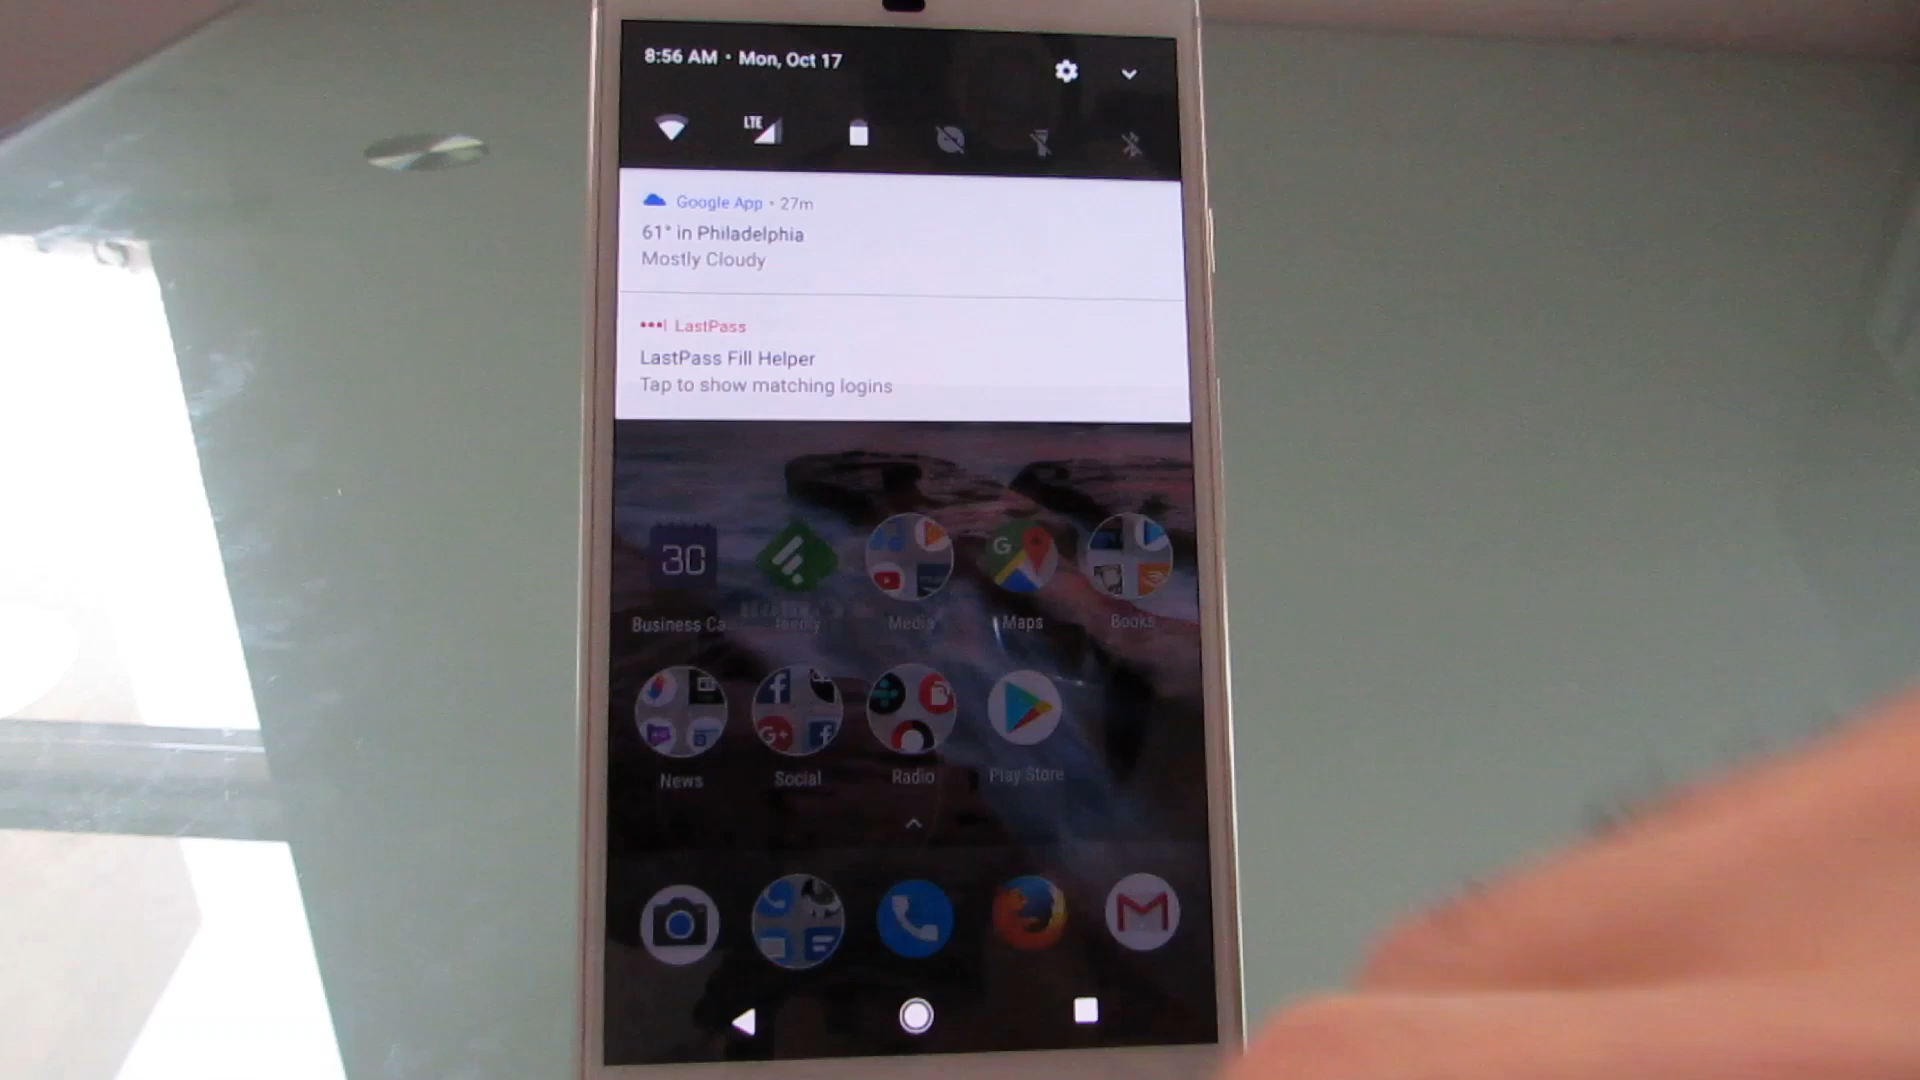 8:56 AM • Mon, Oct 17
LTE
Google App • 27m
61° in Philadelphia
Mostly Cloudy
LastPass
LastPass Fill Helper
Tap to show matching logins
30
G
Business Ca
feedly
Media
Maps
Books
G+
News
Social
Radio
Play Store